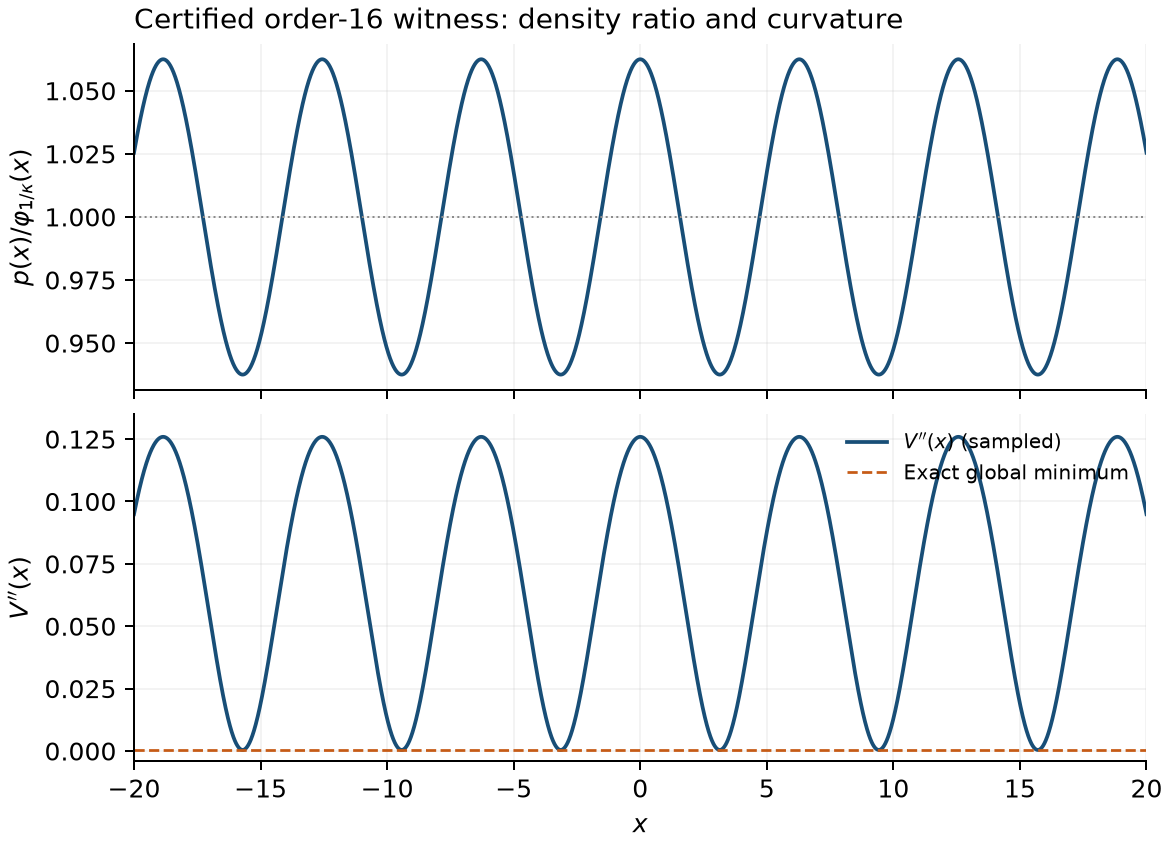 Certified order-16 witness: density ratio and curvature
p(x)/φ₁/κ(x)
1.050
1.025
1.000
0.975
0.950
V″(x)
0.125
0.100
0.075
0.050
0.025
0.000
V″(x) (sampled)
Exact global minimum
−20 −15 −10 −5 0 5 10 15 20
x